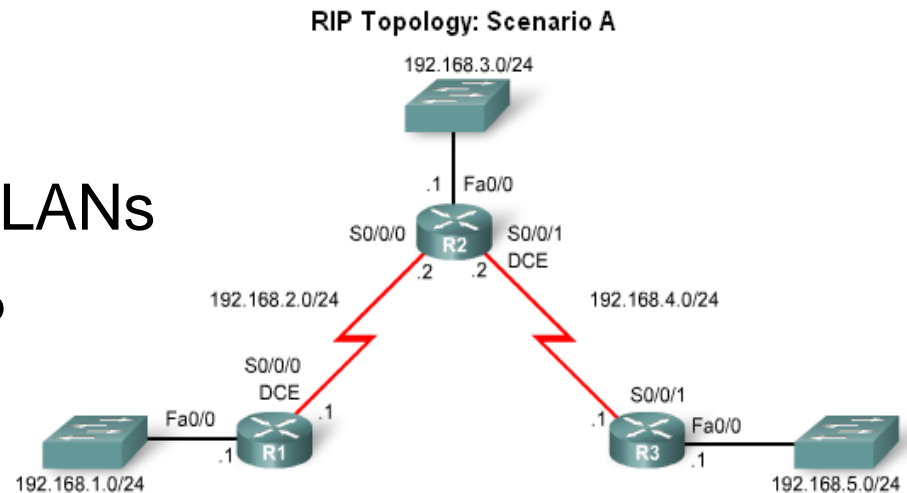 RIP Topology: Scenario A
192.168.3.0/24
LANs
.1 Fa0/0
S0/0/0 R2 S0/0/1
DCE
.2 .2
192.168.2.0/24 192.168.4.0/24
S0/0/0
DCE
S0/0/1
Fa0/0 .1 .1 Fa0/0
.1 R1 R3 .1
192.168.1.0/24 192.168.5.0/24